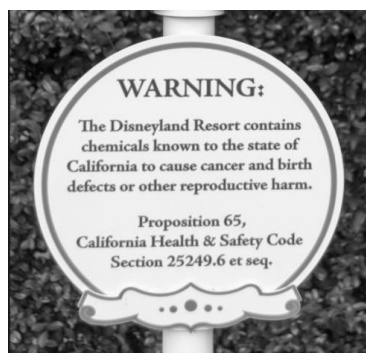 WARNING:
The Disneyland Resort contains
chemicals known to the state of
California to cause cancer and birth
defects or other reproductive harm.
Proposition 65,
California Health & Safety Code
Section 25249.6 et seq.